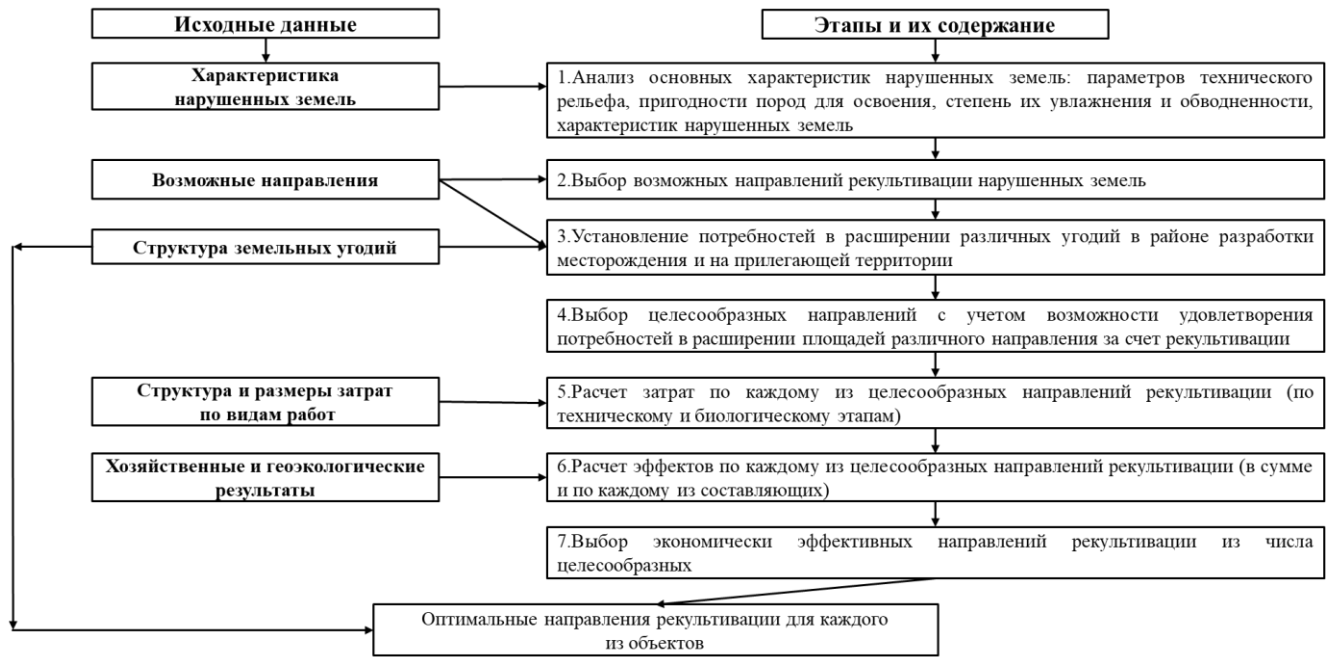 Исходные данные
Этапы и их содержание
Характеристика
нарушенных земель
1.Анализ основных характеристик нарушенных земель: параметров технического
рельефа, пригодности пород для освоения, степень их увлажнения и обводненности,
характеристик нарушенных земель
Возможные направления
2.Выбор возможных направлений рекультивации нарушенных земель
Структура земельных угодий
3.Установление потребностей в расширении различных угодий в районе разработки
месторождения и на прилегающей территории
4.Выбор целесообразных направлений с учетом возможности удовлетворения
потребностей в расширении площадей различного направления за счет рекультивации
Структура и размеры затрат
по видам работ
5.Расчет затрат по каждому из целесообразных направлений рекультивации (по
техническому и биологическому этапам)
Хозяйственные и геоэкологические
результаты
6.Расчет эффектов по каждому из целесообразных направлений рекультивации (в сумме
и по каждому из составляющих)
7.Выбор экономически эффективных направлений рекультивации из числа
целесообразных
Оптимальные направления рекультивации для каждого
из объектов